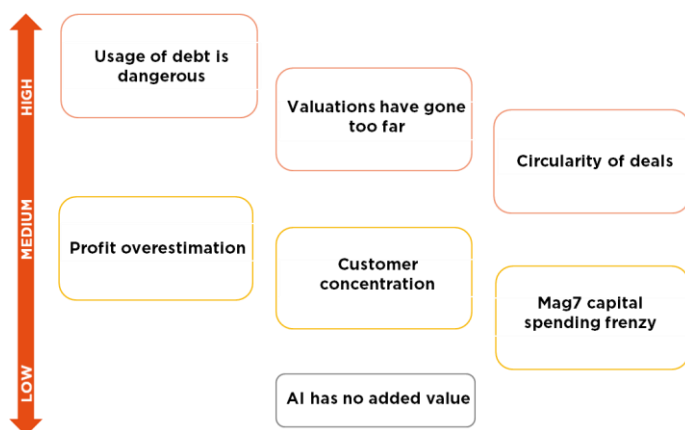 HIGH
MEDIUM
LOW
Usage of debt is
dangerous
Valuations have gone
too far
Circularity of deals
Profit overestimation
Customer
concentration
Mag7 capital
spending frenzy
AI has no added value